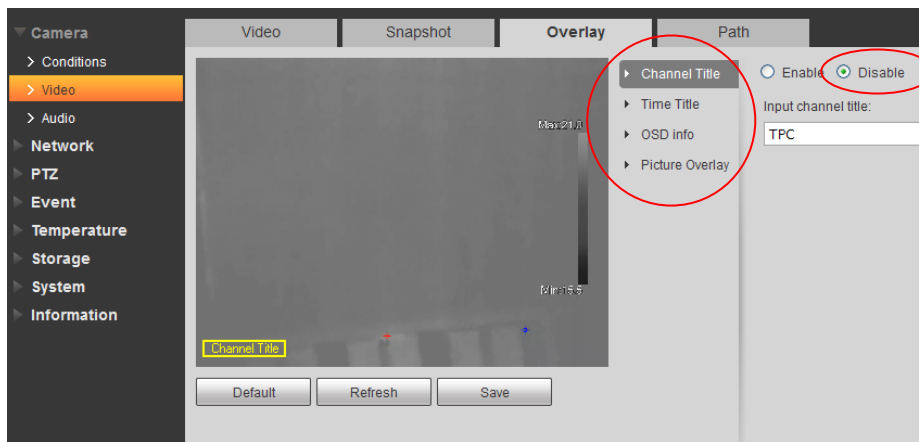 Camera
Conditions
Video
Audio
Network
PTZ
Event
Temperature
Storage
System
Information
Video
Snapshot
Overlay
Path
Max:21.0
Min:15.5
Channel Title
Default
Refresh
Save
Channel Title
Time Title
OSD info
Picture Overlay
Enable
Disable
Input channel title:
TPC